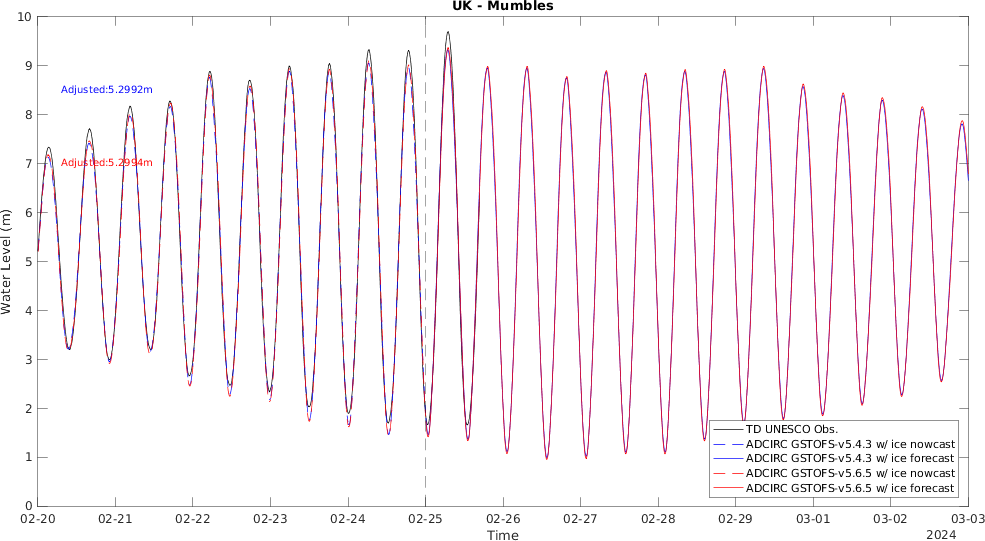 UK - Mumbles
10
9
8
7
6
5
4
3
2
1
0
Water Level (m)
Adjusted:5.2992m
Adjusted:5.2994m
TD UNESCO Obs.
ADCIRC GSTOFS-v5.4.3 w/ ice nowcast
ADCIRC GSTOFS-v5.4.3 w/ ice forecast
ADCIRC GSTOFS-v5.6.5 w/ ice nowcast
ADCIRC GSTOFS-v5.6.5 w/ ice forecast
02-20 02-21 02-22 02-23 02-24 02-25 02-26 02-27 02-28 02-29 03-01 03-02 03-03
Time
2024